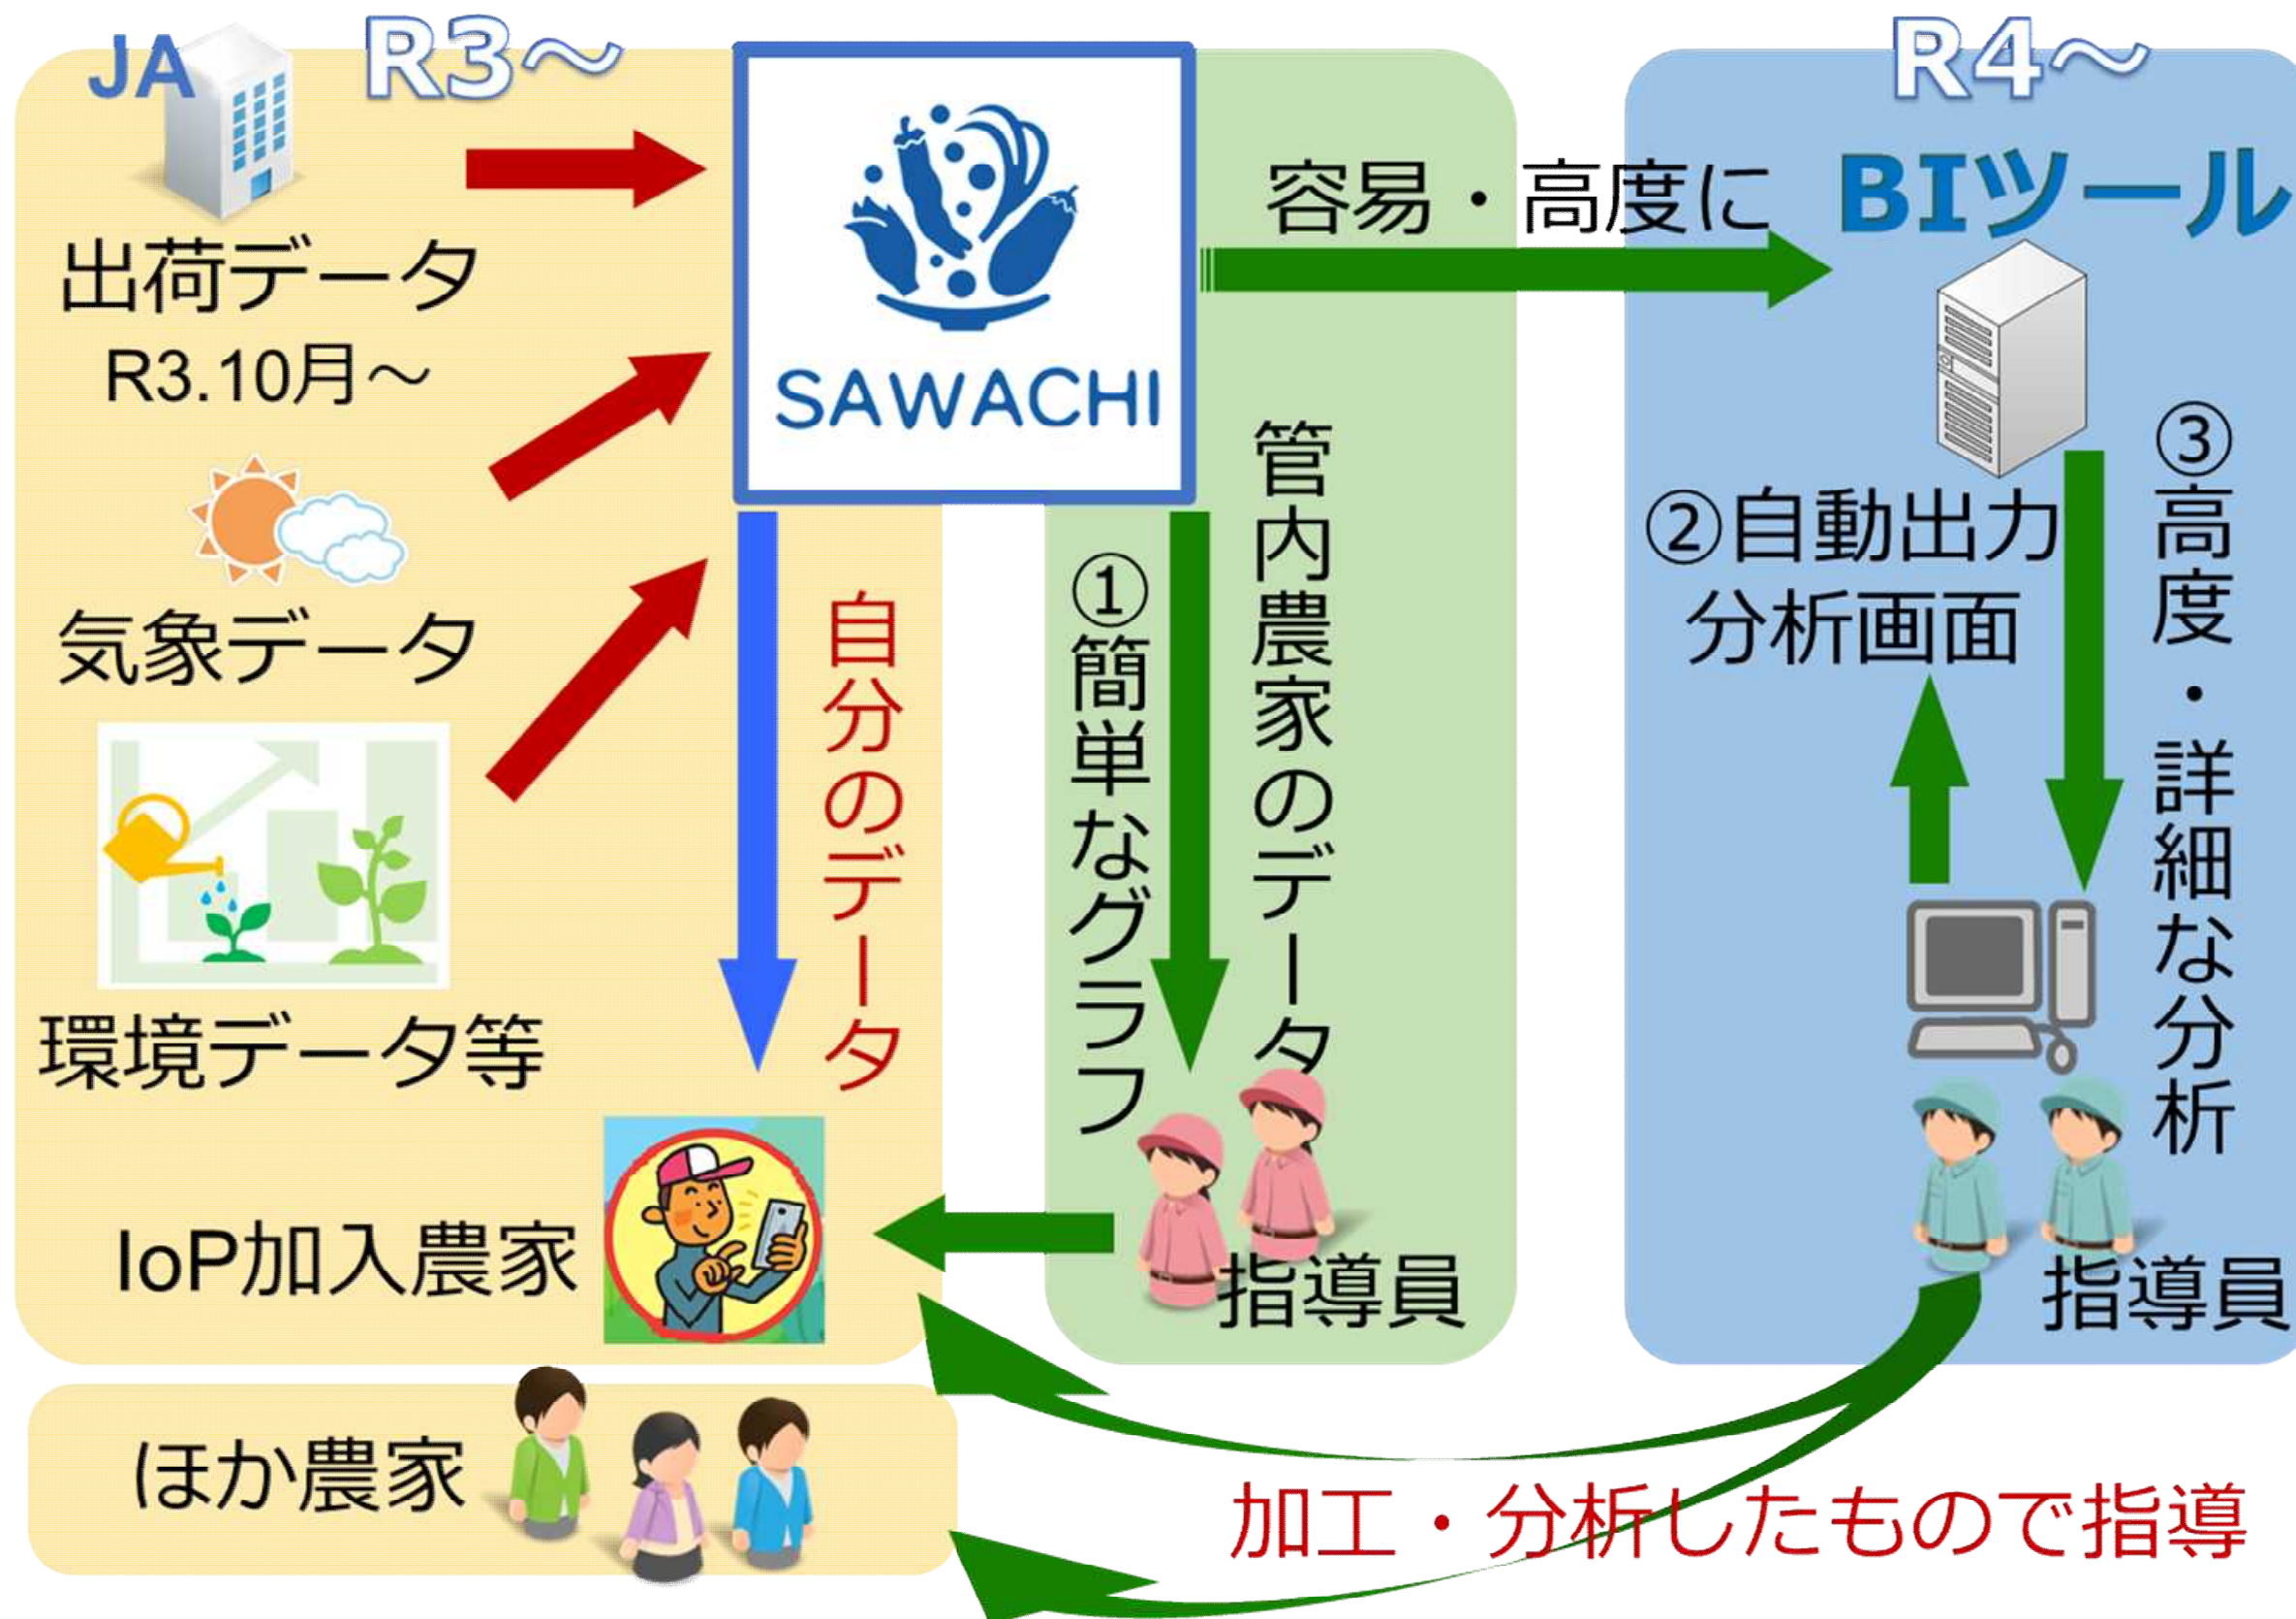 JA
R3～
出荷データ
R3.10月～
気象データ
環境データ等
IoP加入農家
ほか農家
SAWACHI
自分のデータ
①簡単なグラフ
管内農家のデータ
指導員
容易・高度に
R4～
BIツール
②自動出力
分析画面
③高度・詳細な分析
指導員
加工・分析したもので指導